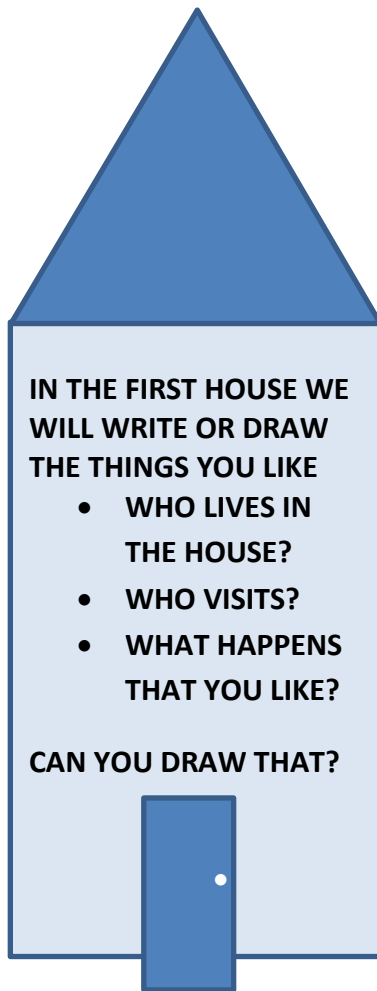 IN THE FIRST HOUSE WE
WILL WRITE OR DRAW
THE THINGS YOU LIKE
• WHO LIVES IN
THE HOUSE?
• WHO VISITS?
• WHAT HAPPENS
THAT YOU LIKE?
CAN YOU DRAW THAT?